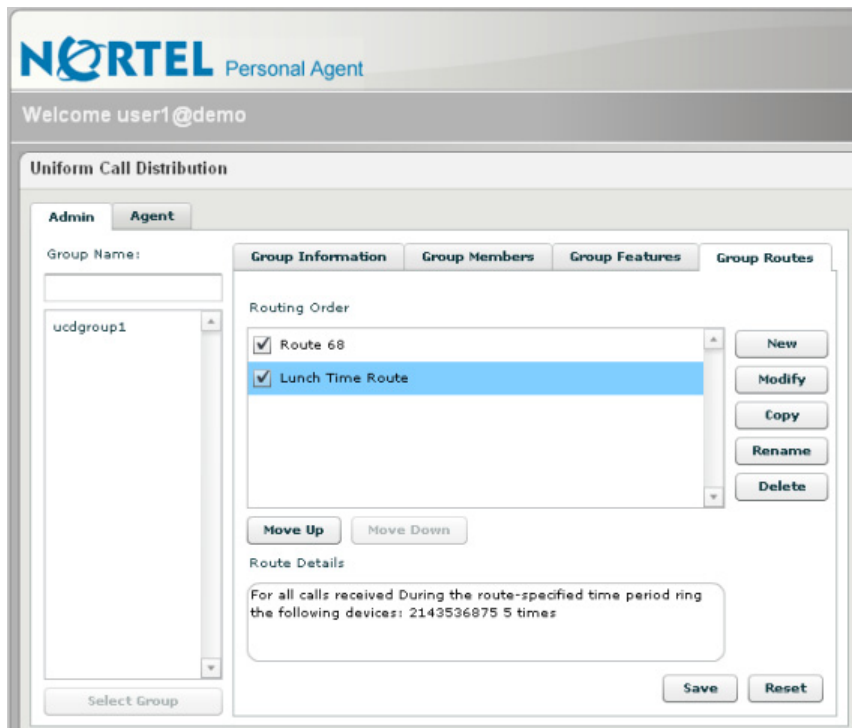 NORTEL Personal Agent
Welcome user1@demo
Uniform Call Distribution
Admin Agent
Group Name:
ucdgroup1
Select Group
Group Information Group Members Group Features Group Routes
Routing Order
Route 68
Lunch Time Route
New
Modify
Copy
Rename
Delete
Move Up Move Down
Route Details
For all calls received During the route-specified time period ring
the following devices: 2143536875 5 times
Save Reset